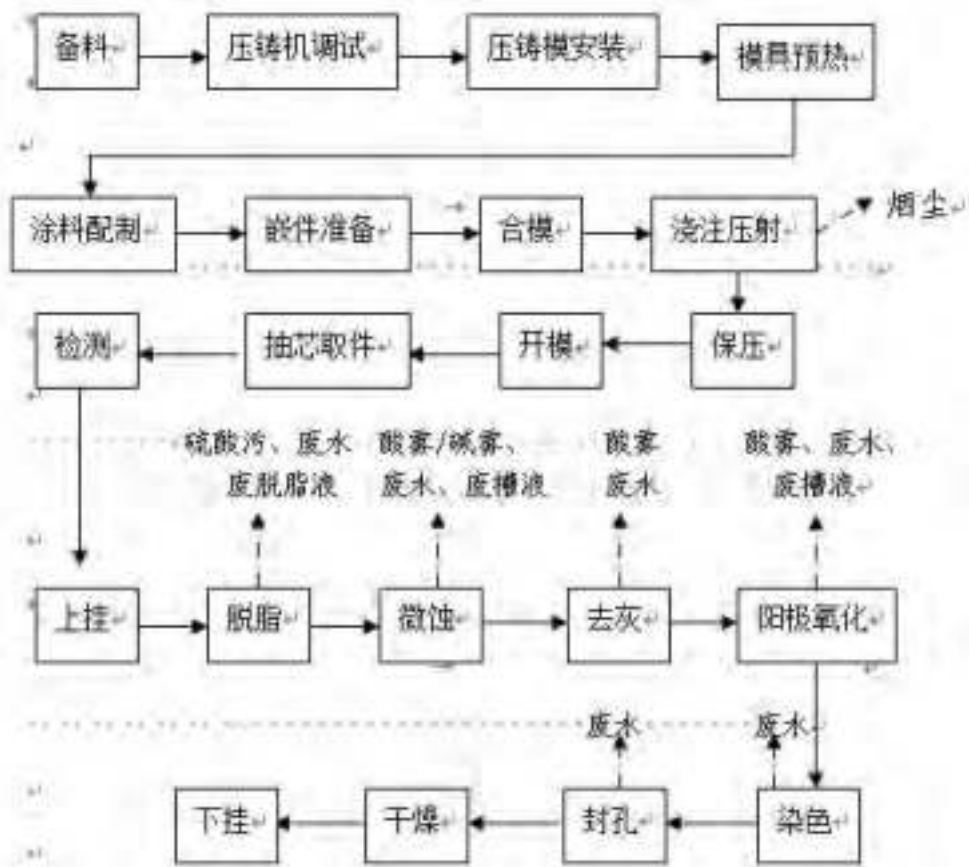 备料
压铸机调试
压铸模安装
模具预热
涂料配制
嵌件准备
合模
浇注压射
烟尘
检测
抽芯取件
开模
保压
硫酸污、废水
废脱脂液
酸雾/碱雾、
废水、废槽液
酸雾
废水
酸雾、废水、
废槽液
上挂
脱脂
微蚀
去灰
阳极氧化
废水
废水
下挂
干燥
封孔
染色